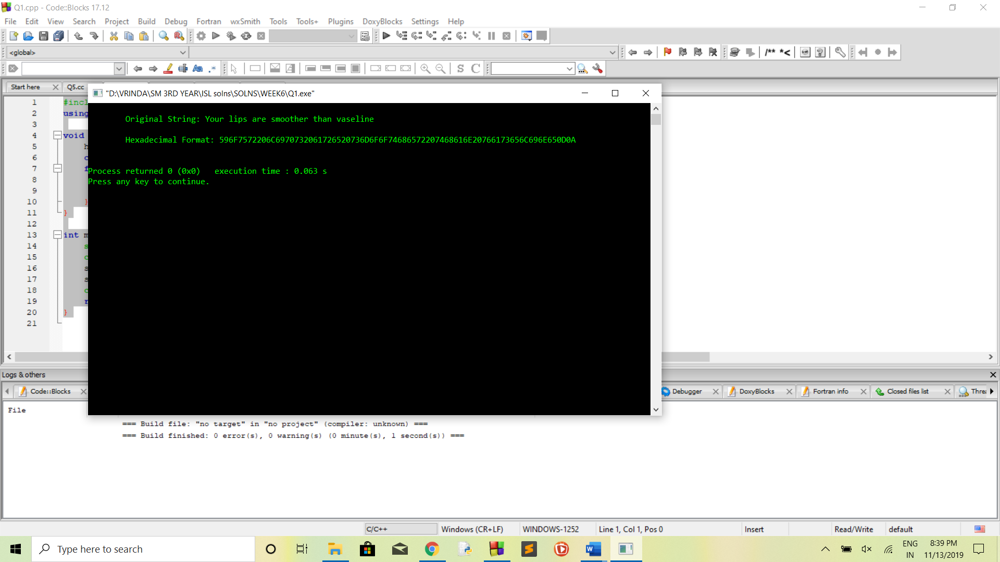 Q1.cpp - Code::Blocks 17.12
File Edit View Search Project Build Debug Fortran wxSmith Tools Tools+ Plugins DoxyBlocks Settings Help
<global>
/** *<
S C
Start here Q5.cc
"D:\VRINDA\SM 3RD YEAR\ISL solns\SOLNS\WEEK6\Q1.exe"
Original String: Your lips are smoother than vaseline
Hexadecimal Format: 596F7572206C6970732061726520736D6F6F74686572207468616E20766173656C696E650D0A
Process returned 0 (0x0) execution time : 0.063 s
Press any key to continue.
1 #incl
2 using
3
4 void
5 h
6
7 f
8
9
10 }
11 }
12
13 int m
14 s
15
16 s
17 s
18
19 r
20 }
21
Logs & others
Code::Blocks Debugger DoxyBlocks Fortran info Closed files list Threa
File
=== Build file: "no target" in "no project" (compiler: unknown) ===
=== Build finished: 0 error(s), 0 warning(s) (0 minute(s), 1 second(s)) ===
C/C++ Windows (CR+LF) WINDOWS-1252 Line 1, Col 1, Pos 0 Insert Read/Write default
Type here to search
ENG
IN
8:39 PM
11/13/2019